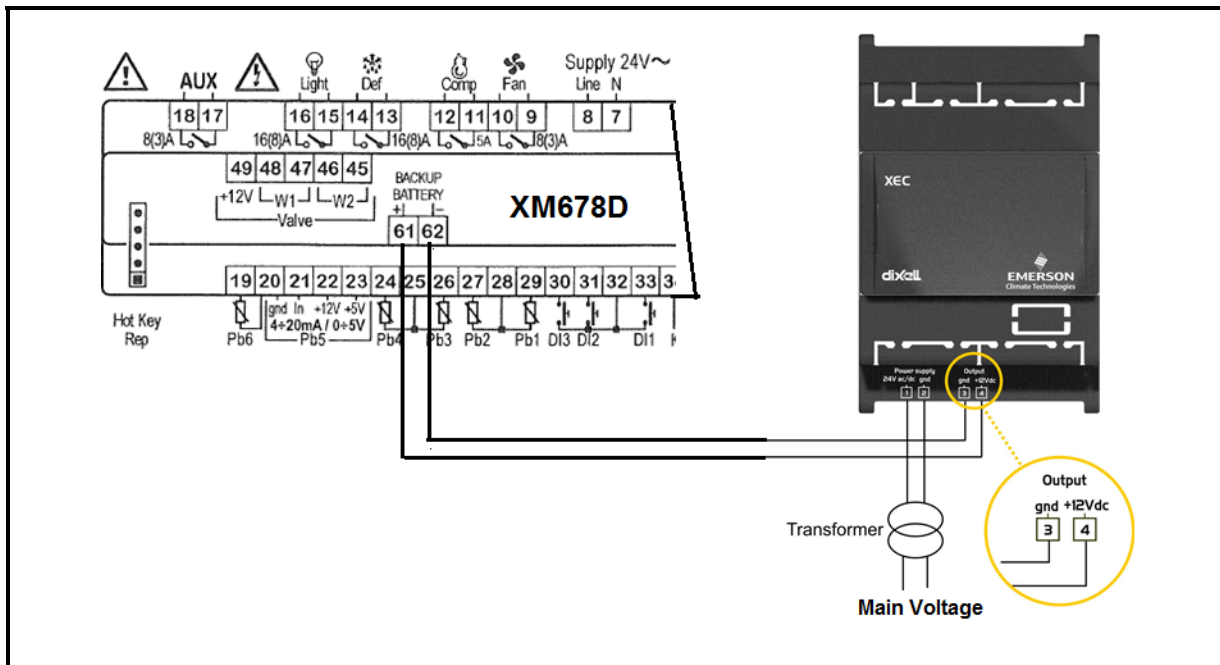 AUX Light Def Comp Fan Supply 24V~
Line N
18 17 16 15 14 13 12 11 10 9 8 7
8(3)A 16(8)A 16(8)A 5A 8(3)A
49 48 47 46 45
+12V W1 W2
Valve
BACKUP
BATTERY
+ -
61 62
XM678D
19 20 21 22 23 24 25 26 27 28 29 30 31 32 33
gnd In +12V +5V
4÷20mA / 0÷5V
Pb6 Pb5 Pb4 Pb3 Pb2 Pb1 DI3 DI2 DI1
Hot Key
Rep
XEC
dixell
EMERSON
Climate Technologies
Power supply Output
24V ac/dc gnd gnd +12Vdc
1 2 3 4
Transformer
Main Voltage
Output
gnd +12Vdc
3 4